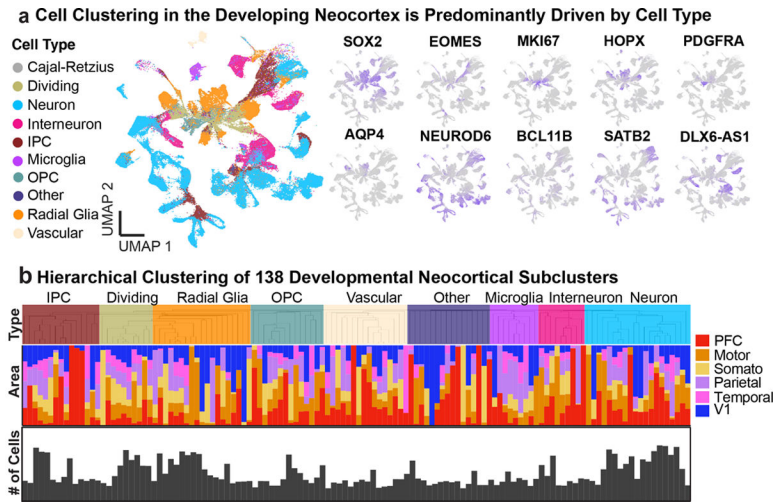 a Cell Clustering in the Developing Neocortex is Predominantly Driven by Cell Type
Cell Type
Cajal-Retzius
Dividing
Neuron
Interneuron
IPC
Microglia
OPC
Other
Radial Glia
Vascular
UMAP 2
UMAP 1
SOX2 EOMES MKI67 HOPX PDGFRA
AQP4 NEUROD6 BCL11B SATB2 DLX6-AS1
b Hierarchical Clustering of 138 Developmental Neocortical Subclusters
IPC Dividing Radial Glia OPC Vascular Other Microglia Interneuron Neuron
Type
Area
# of Cells
PFC
Motor
Somato
Parietal
Temporal
V1